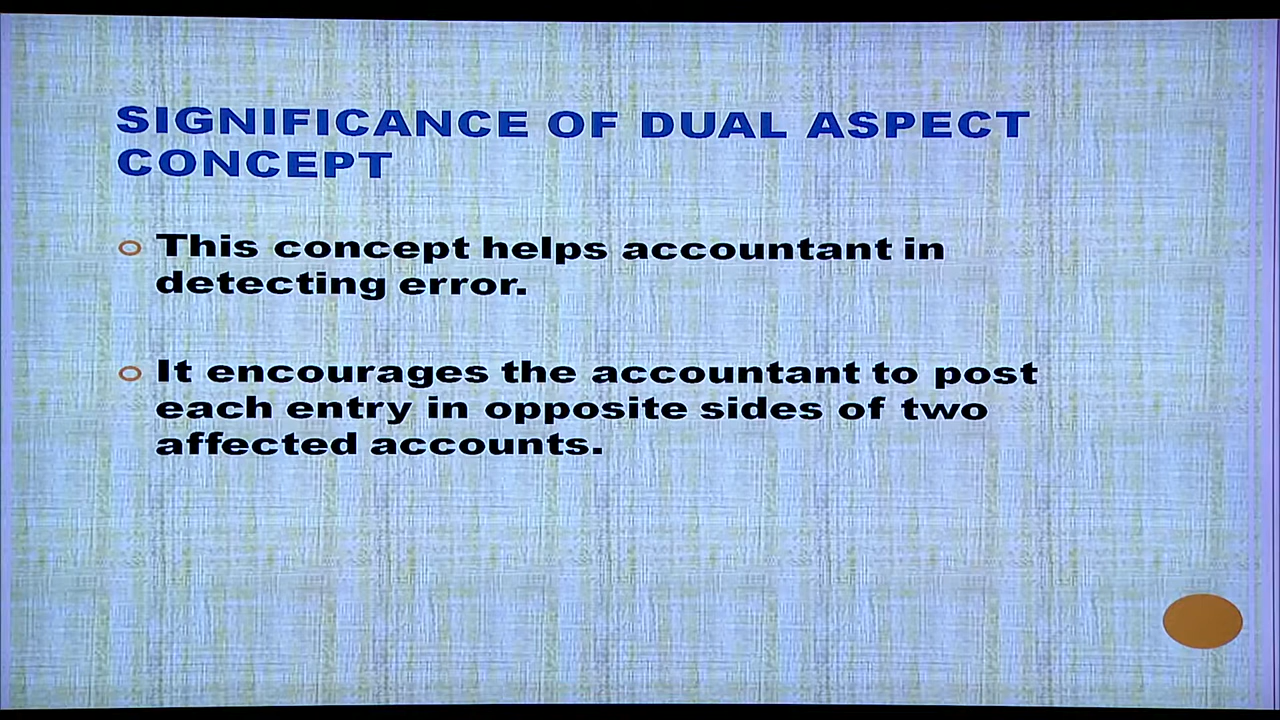 SIGNIFICANCE OF DUAL ASPECT
CONCEPT
This concept helps accountant in
detecting error.
It encourages the accountant to post
each entry in opposite sides of two
affected accounts.